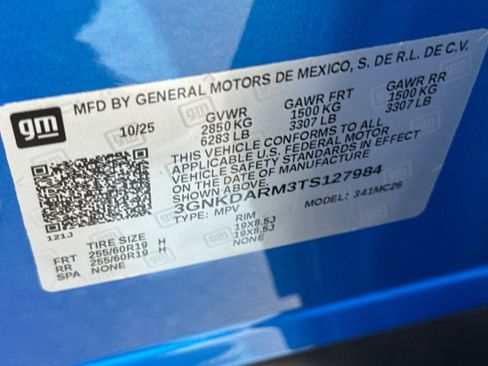 gm
MFD BY GENERAL MOTORS DE MEXICO, S. DE R.L. DE C.V.
10/25 GVWR GAWR FRT GAWR RR
2850 KG 1500 KG 1500 KG
6283 LB 3307 LB 3307 LB
THIS VEHICLE CONFORMS TO ALL
APPLICABLE U.S. FEDERAL MOTOR
VEHICLE SAFETY STANDARDS IN EFFECT
ON THE DATE OF MANUFACTURE
SHOWN ABOVE.
3GNKDARM3TS127984
TYPE: MPV MODEL: 341MC26
121J
TIRE SIZE RIM
FRT 255/60R19 H 19X8.5J
RR 255/60R19 H 19X8.5J
SPA NONE NONE